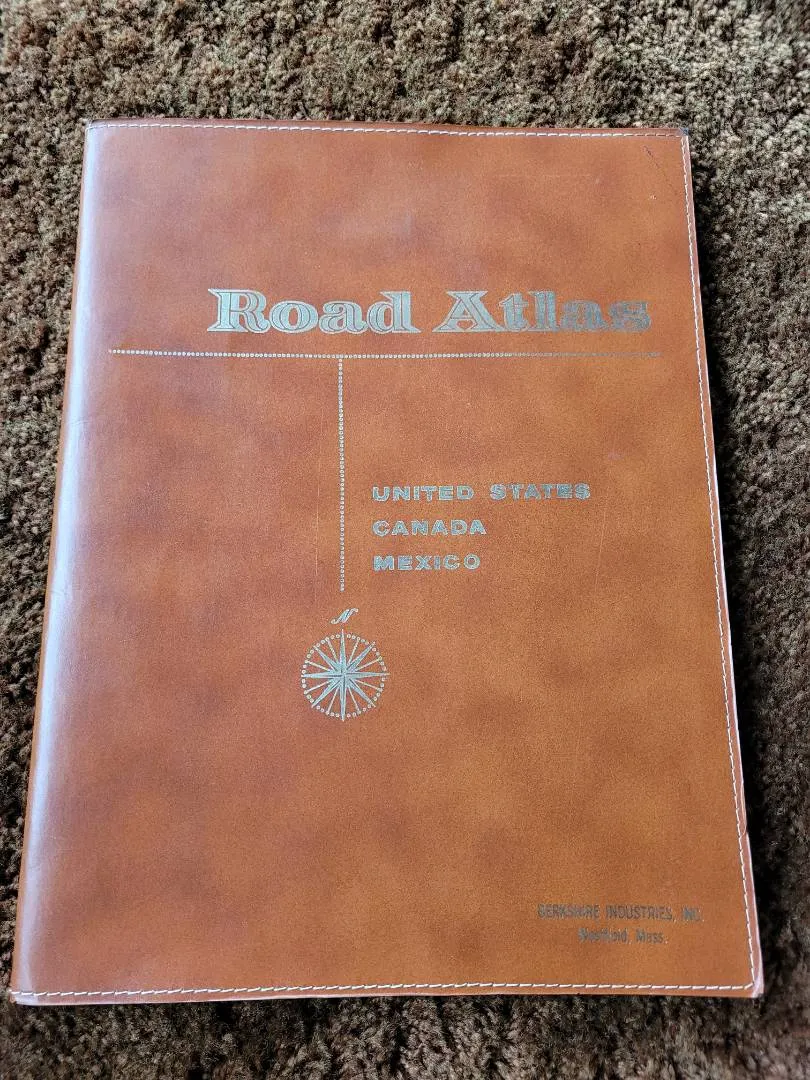 Road Atlas
UNITED STATES
CANADA
MEXICO
N
BERKSHIRE INDUSTRIES, INC.
Westfield, Mass.